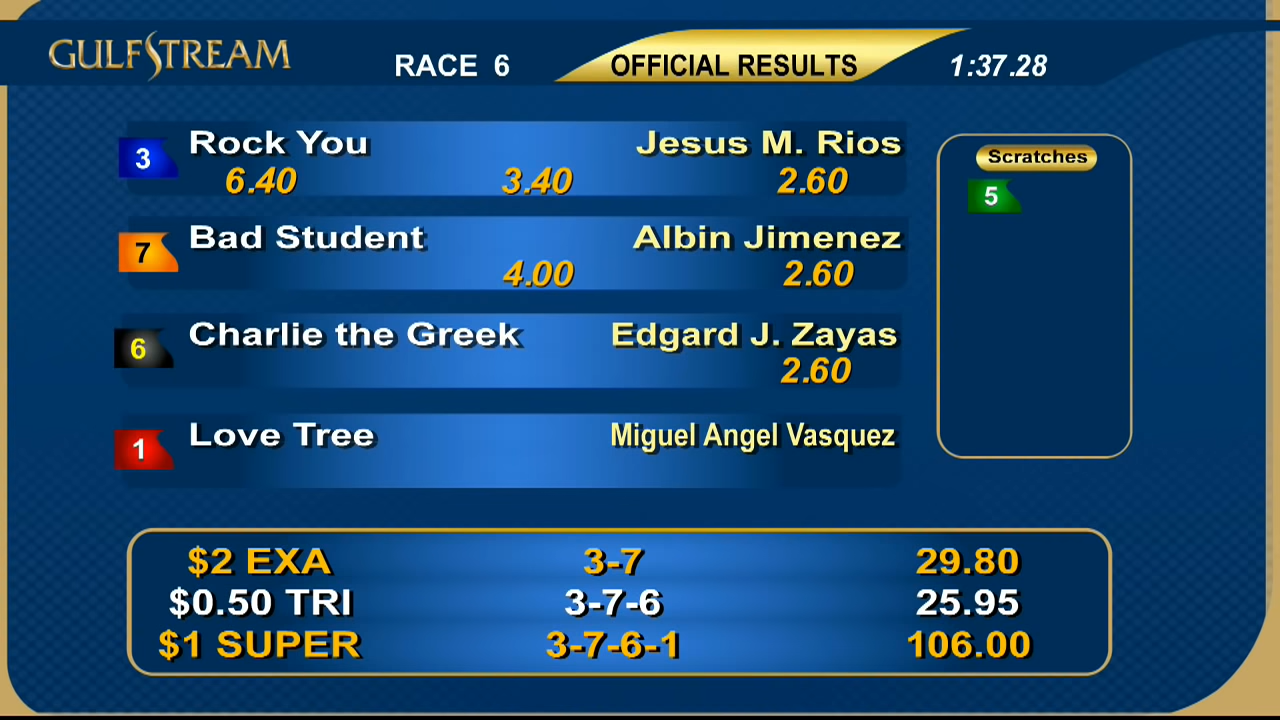 GULFSTREAM
RACE 6
OFFICIAL RESULTS
1:37.28
3
Rock You
Jesus M. Rios
6.40 3.40 2.60
7
Bad Student
Albin Jimenez
4.00 2.60
6
Charlie the Greek
Edgard J. Zayas
2.60
1
Love Tree
Miguel Angel Vasquez
Scratches
5
$2 EXA 3-7 29.80
$0.50 TRI 3-7-6 25.95
$1 SUPER 3-7-6-1 106.00